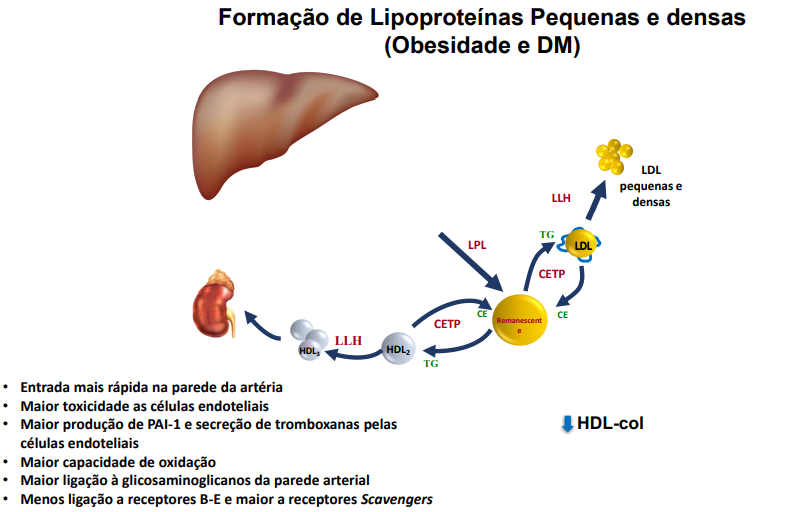 Formação de Lipoproteínas Pequenas e densas
(Obesidade e DM)
LDL
pequenas e
densas
LLH
TG
LDL
LPL
CETP
CE
Remanescent
e
CE
CETP
LLH
HDL3
HDL2
TG
• Entrada mais rápida na parede da artéria
• Maior toxicidade as células endoteliais
• Maior produção de PAI-1 e secreção de tromboxanas pelas
células endoteliais
• Maior capacidade de oxidação
• Maior ligação à glicosaminoglicanos da parede arterial
• Menos ligação a receptores B-E e maior a receptores Scavengers
HDL-col